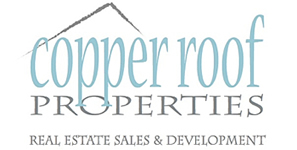 copper roof
PROPERTIES
REAL ESTATE SALES & DEVELOPMENT